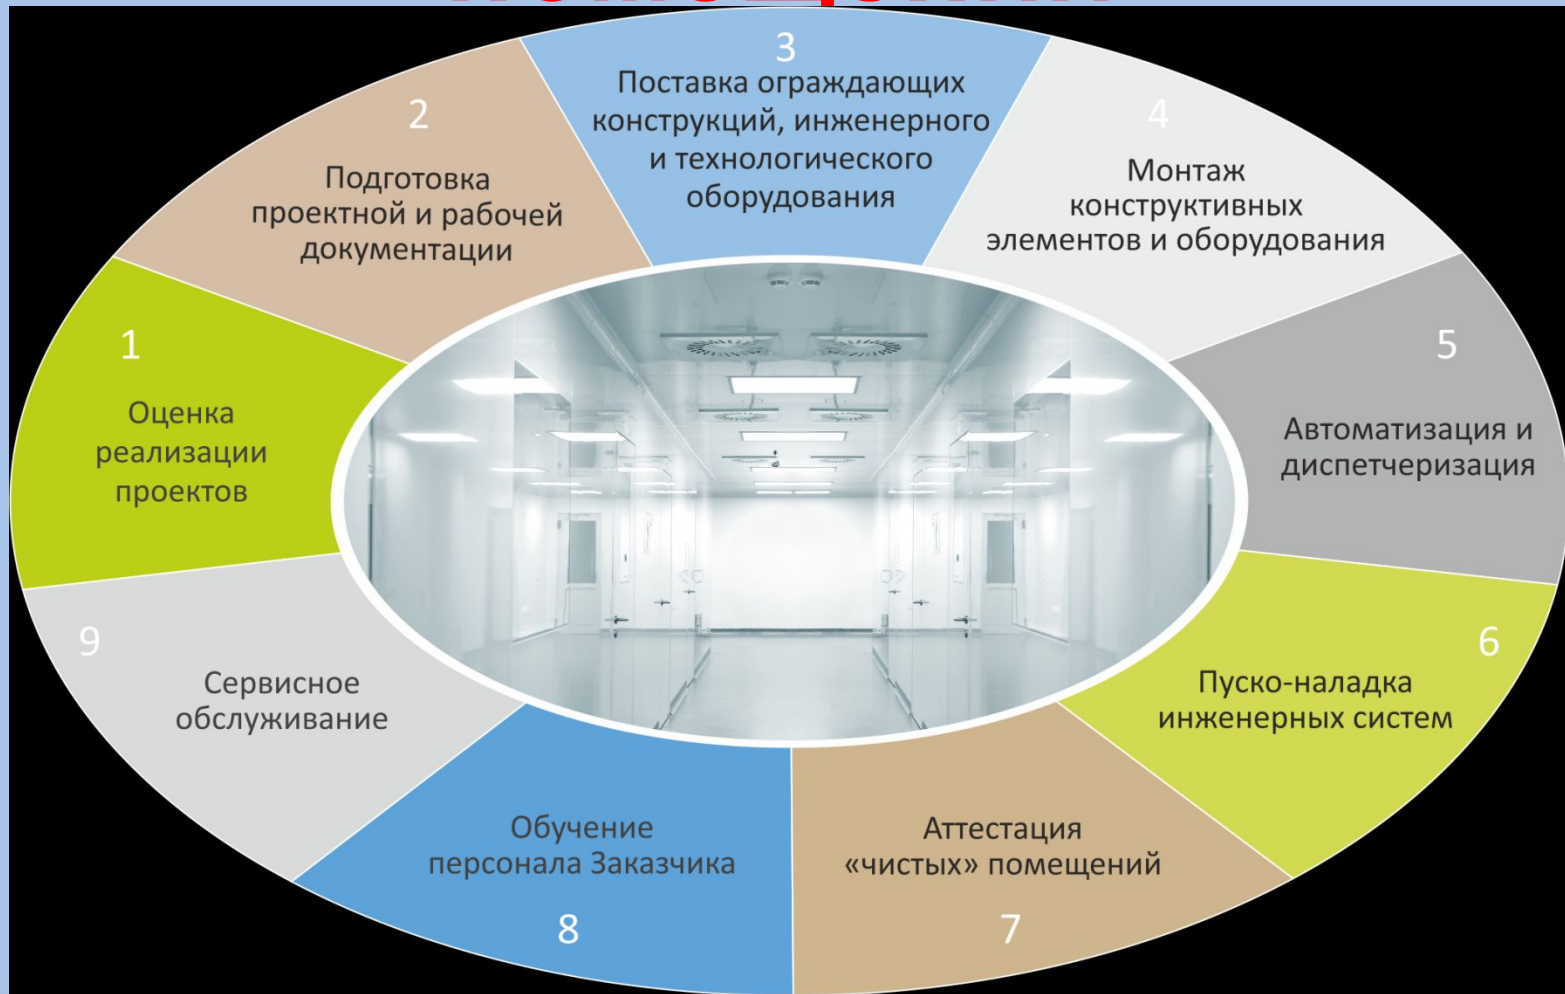 1
Оценка
реализации
проектов
2
Подготовка
проектной и рабочей
документации
3
Поставка ограждающих
конструкций, инженерного
и технологического
оборудования
4
Монтаж
конструктивных
элементов и оборудования
5
Автоматизация и
диспетчеризация
6
Пуско-наладка
инженерных систем
Аттестация
«чистых» помещений
7
Обучение
персонала Заказчика
8
9
Сервисное
обслуживание